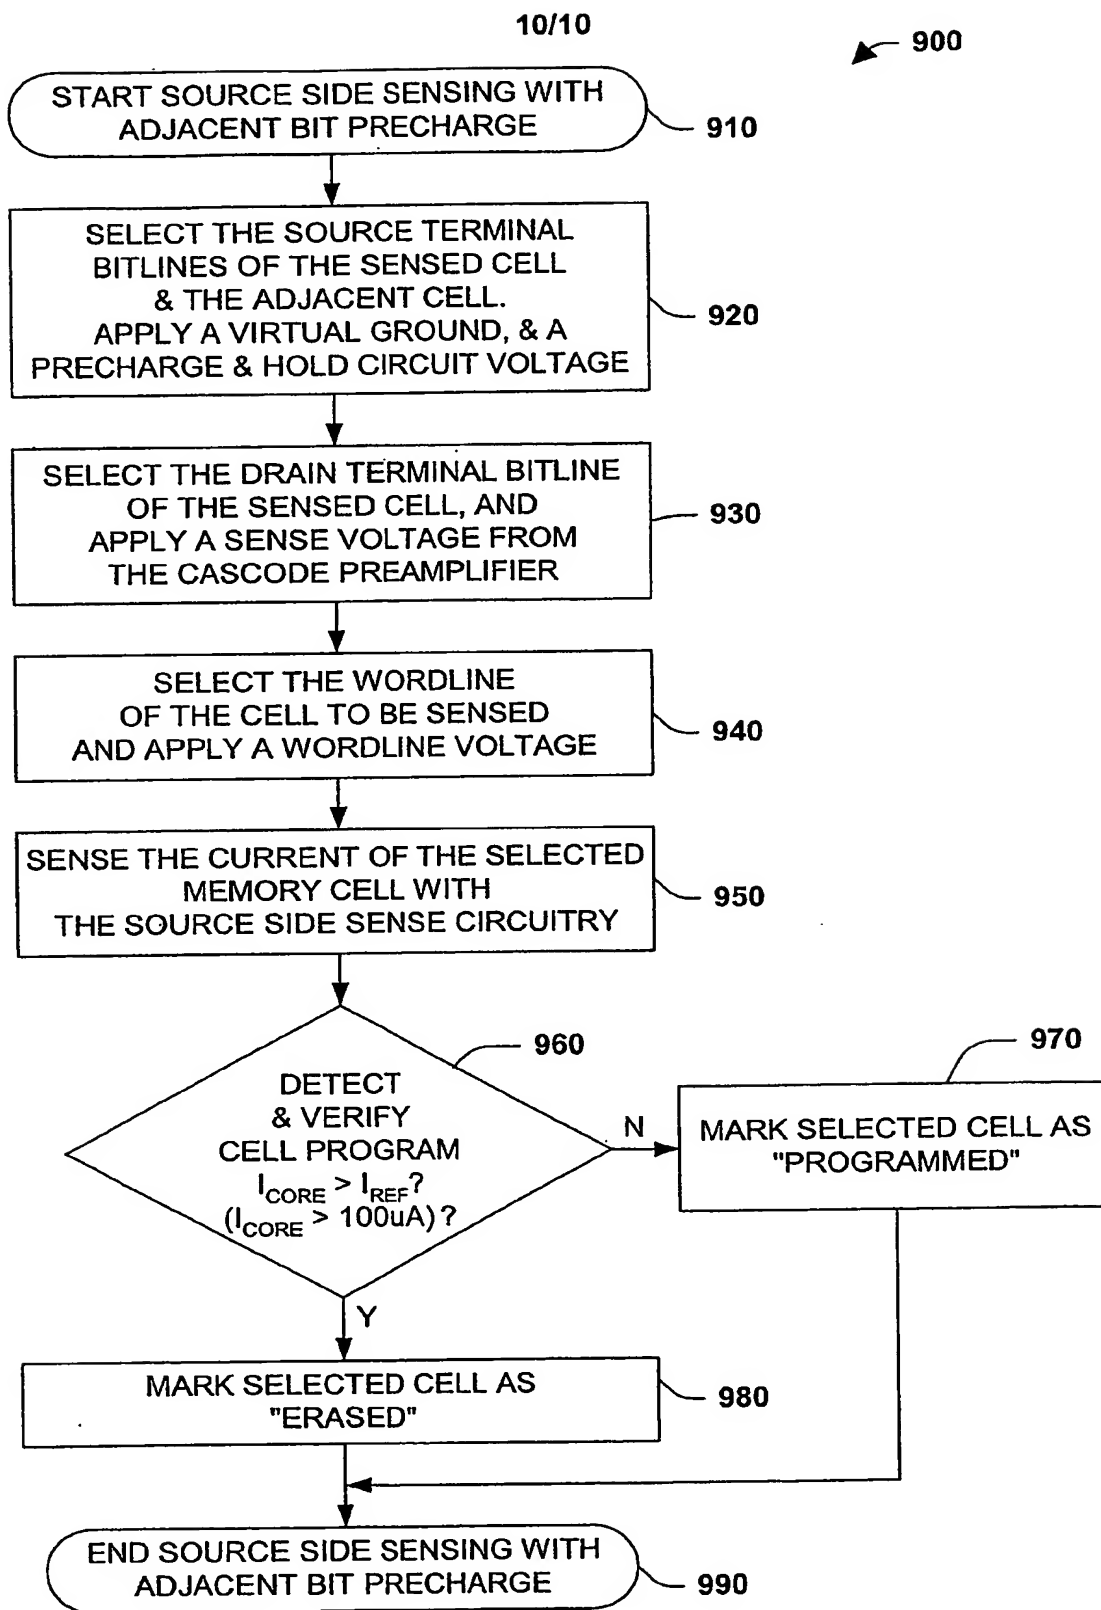 10/10
900
START SOURCE SIDE SENSING WITH
ADJACENT BIT PRECHARGE
910
SELECT THE SOURCE TERMINAL
BITLINES OF THE SENSED CELL
& THE ADJACENT CELL.
APPLY A VIRTUAL GROUND, & A
PRECHARGE & HOLD CIRCUIT VOLTAGE
920
SELECT THE DRAIN TERMINAL BITLINE
OF THE SENSED CELL, AND
APPLY A SENSE VOLTAGE FROM
THE CASCODE PREAMPLIFIER
930
SELECT THE WORDLINE
OF THE CELL TO BE SENSED
AND APPLY A WORDLINE VOLTAGE
940
SENSE THE CURRENT OF THE SELECTED
MEMORY CELL WITH
THE SOURCE SIDE SENSE CIRCUITRY
950
960
DETECT
& VERIFY
CELL PROGRAM
I_CORE > I_REF?
(I_CORE > 100uA) ?
N
970
MARK SELECTED CELL AS
"PROGRAMMED"
Y
MARK SELECTED CELL AS
"ERASED"
980
END SOURCE SIDE SENSING WITH
ADJACENT BIT PRECHARGE
990